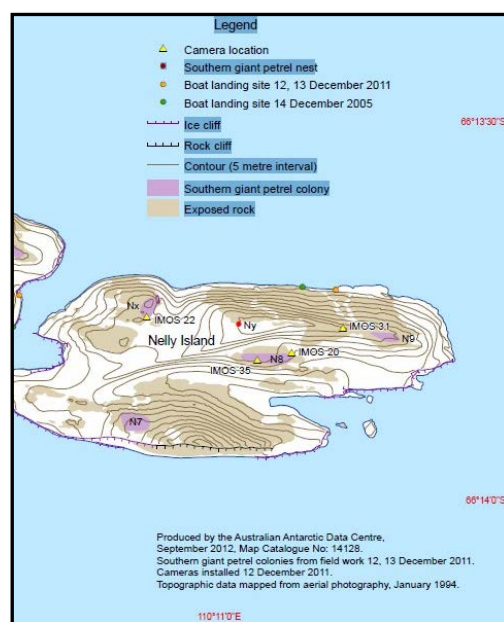 Legend
Camera location
Southern giant petrel nest
Boat landing site 12, 13 December 2011
Boat landing site 14 December 2005
Ice cliff
66°13'30"S
Rock cliff
Contour (5 metre interval)
Southern giant petrel colony
Exposed rock
Nx
IMOS 22
Ny
IMOS 31
Nelly Island
N9
IMOS 20
N8
IMOS 35
N7
66°14'0"S
Produced by the Australian Antarctic Data Centre,
September 2012, Map Catalogue No: 14128.
Southern giant petrel colonies from field work 12, 13 December 2011.
Cameras installed 12 December 2011.
Topographic data mapped from aerial photography, January 1994.
110°11'0"E